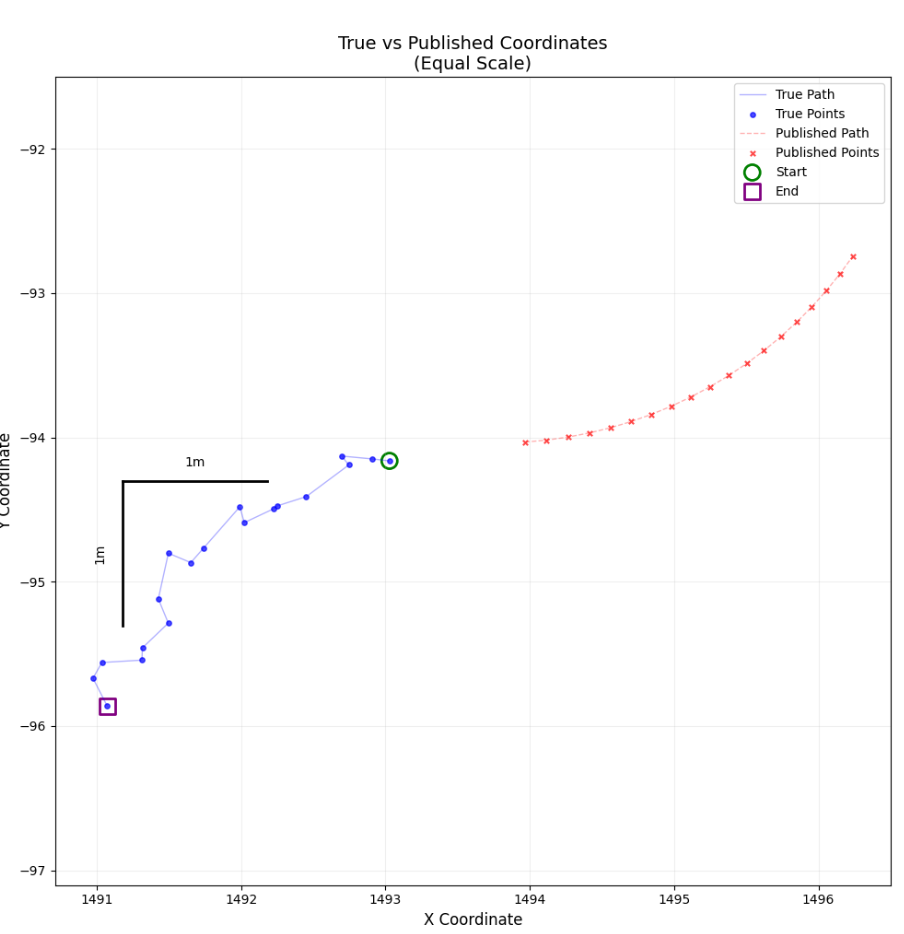 True vs Published Coordinates
(Equal Scale)
True Path
True Points
Published Path
Published Points
Start
End
−92
−93
−94
−95
−96
−97
Y Coordinate
1m
1m
1491
1492
1493
1494
1495
1496
X Coordinate